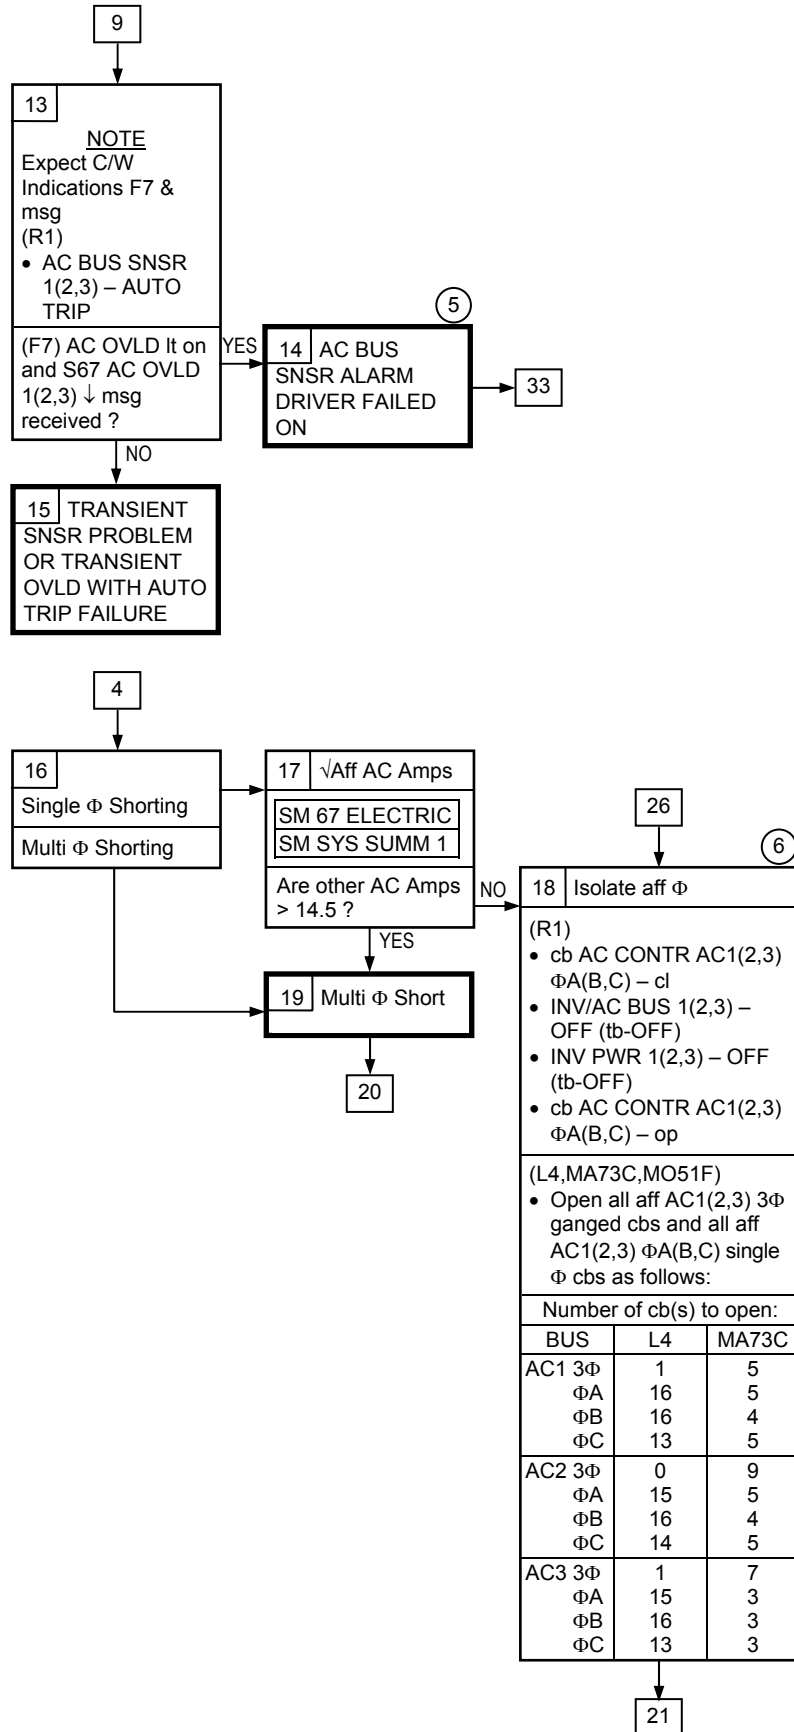 9
13
NOTE
Expect C/W
Indications F7 &
msg
(R1)
• AC BUS SNSR
1(2,3) – AUTO
TRIP
(F7) AC OVLD lt on
and S67 AC OVLD
1(2,3) ↓ msg
received ?
YES
5
14 AC BUS
SNSR ALARM
DRIVER FAILED
ON
33
NO
15 TRANSIENT
SNSR PROBLEM
OR TRANSIENT
OVLD WITH AUTO
TRIP FAILURE
4
16
Single Φ Shorting
Multi Φ Shorting
17 √Aff AC Amps
SM 67 ELECTRIC
SM SYS SUMM 1
Are other AC Amps
> 14.5 ?
NO
YES
19 Multi Φ Short
20
26
6
18 Isolate aff Φ
(R1)
• cb AC CONTR AC1(2,3)
ΦA(B,C) – cl
• INV/AC BUS 1(2,3) –
OFF (tb-OFF)
• INV PWR 1(2,3) – OFF
(tb-OFF)
• cb AC CONTR AC1(2,3)
ΦA(B,C) – op
(L4,MA73C,MO51F)
• Open all aff AC1(2,3) 3Φ
ganged cbs and all aff
AC1(2,3) ΦA(B,C) single
Φ cbs as follows:
Number of cb(s) to open:
BUS L4 MA73C
AC1 3Φ 1 5
ΦA 16 5
ΦB 16 4
ΦC 13 5
AC2 3Φ 0 9
ΦA 15 5
ΦB 16 4
ΦC 14 5
AC3 3Φ 1 7
ΦA 15 3
ΦB 16 3
ΦC 13 3
21